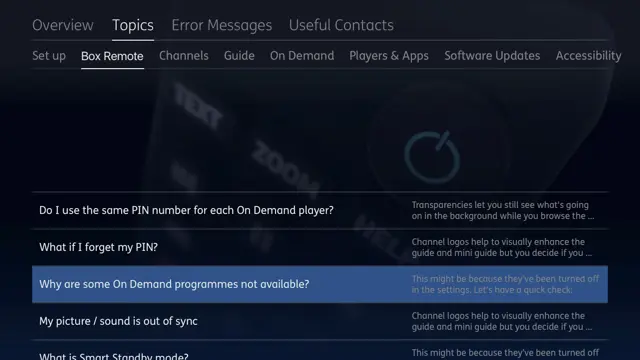 Overview Topics Error Messages Useful Contacts
Set up Box Remote Channels Guide On Demand Players & Apps Software Updates Accessibility
TEXT
ZOOM
HELP
Do I use the same PIN number for each On Demand player?
Transparencies let you still see what's going
on in the background while you browse the ...
What if I forget my PIN?
Channel logos help to visually enhance the
guide and mini guide but you decide if you ...
Why are some On Demand programmes not available?
This might be because they've been turned off
in the settings. Let's have a quick check:
My picture / sound is out of sync
Channel logos help to visually enhance the
guide and mini guide but you decide if you ...
What is Smart Standby mode?
This might be because they've been turned off